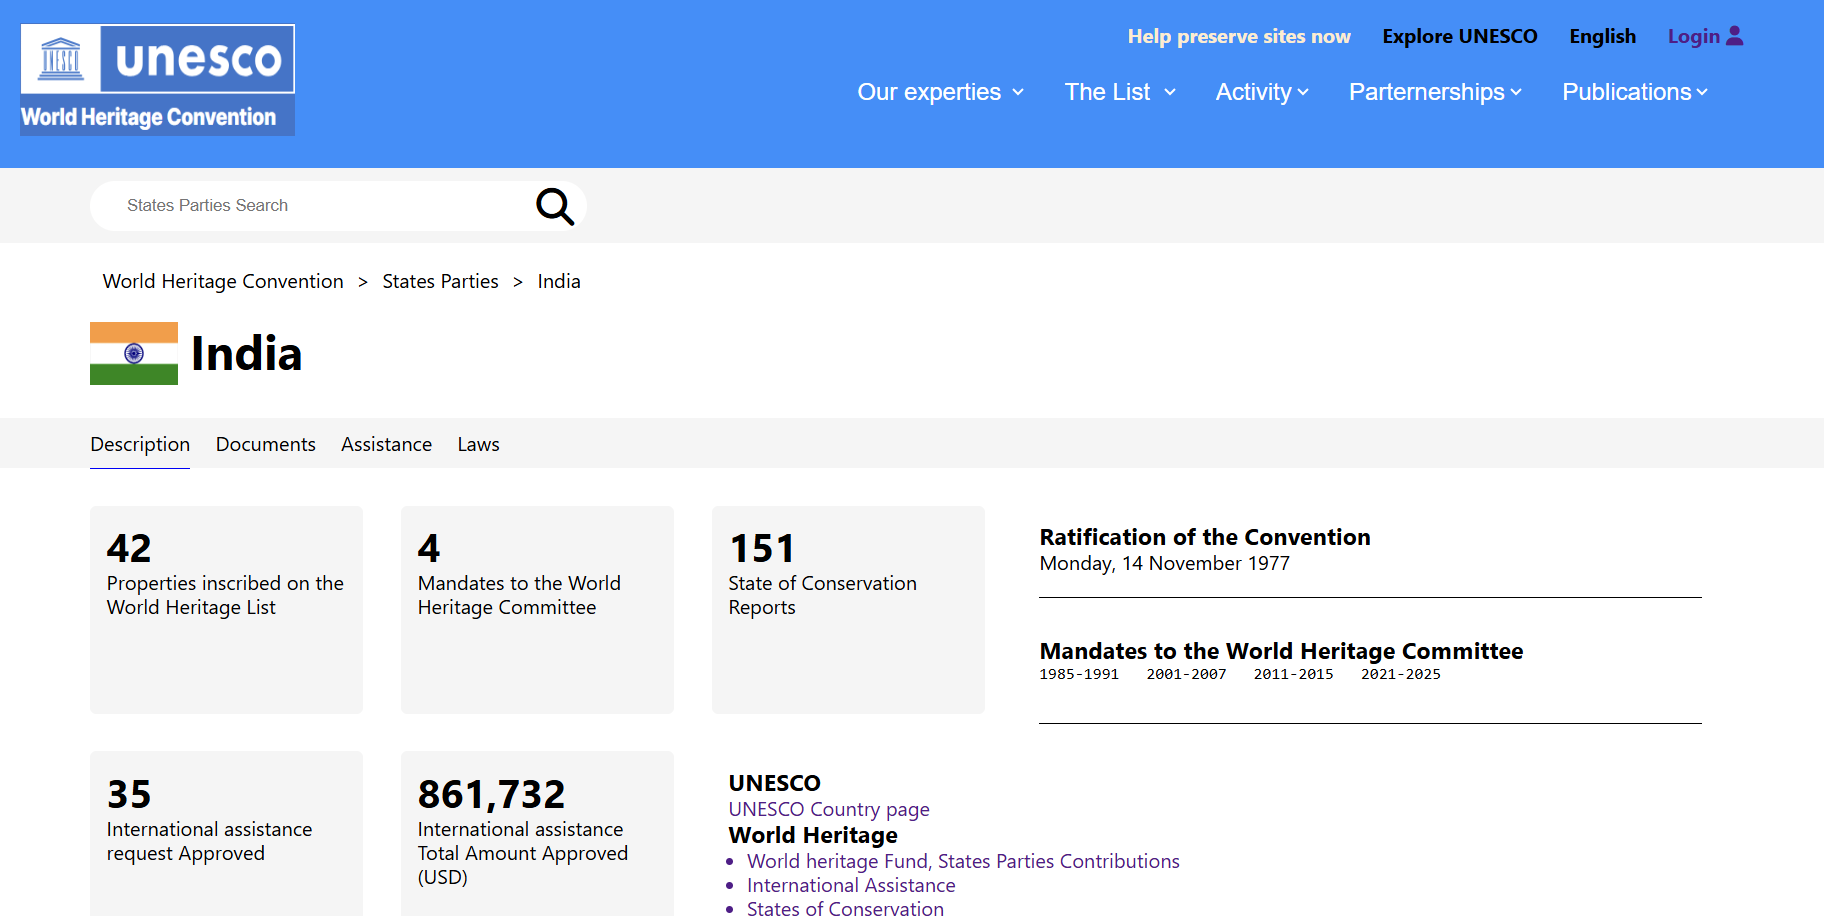 Help preserve sites now Explore UNESCO English Login
UNESCO unesco
World Heritage Convention
Our experties The List Activity Parternerships Publications
States Parties Search
World Heritage Convention > States Parties > India
India
Description Documents Assistance Laws
42
Properties inscribed on the
World Heritage List
4
Mandates to the World
Heritage Committee
151
State of Conservation
Reports
Ratification of the Convention
Monday, 14 November 1977
Mandates to the World Heritage Committee
1985-1991 2001-2007 2011-2015 2021-2025
35
International assistance
request Approved
861,732
International assistance
Total Amount Approved
(USD)
UNESCO
UNESCO Country page
World Heritage
• World heritage Fund, States Parties Contributions
• International Assistance
• States of Conservation